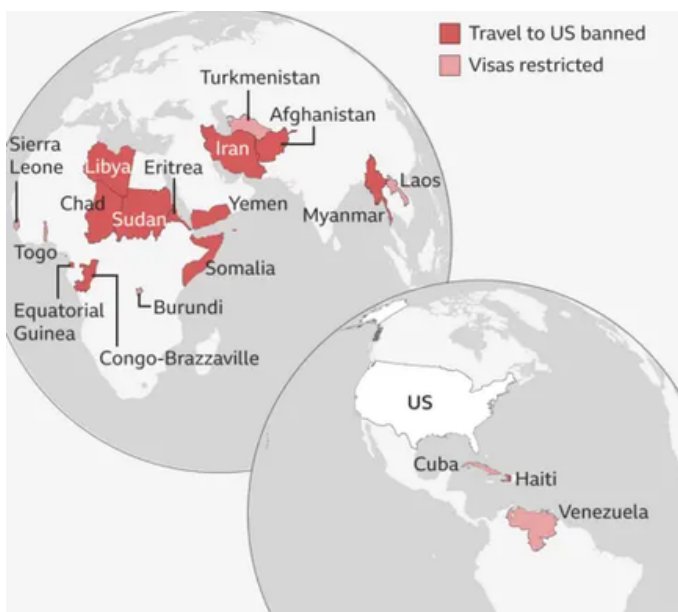 Travel to US banned
Visas restricted
Turkmenistan
Afghanistan
Sierra
Leone
Iran
Libya
Eritrea
Laos
Chad
Sudan
Yemen
Myanmar
Togo
Somalia
Equatorial
Guinea
Burundi
Congo-Brazzaville
US
Cuba
Haiti
Venezuela